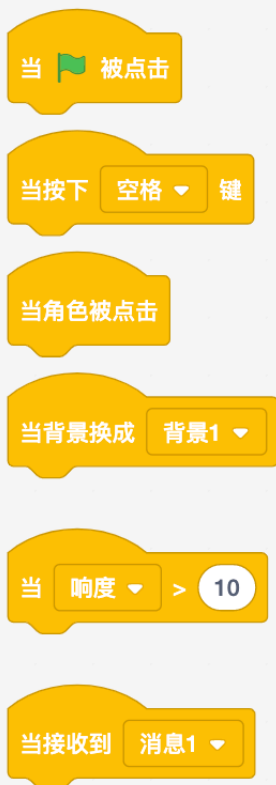 当 被点击
当按下 空格 键
当角色被点击
当背景换成 背景1
当 响度 > 10
当接收到 消息1